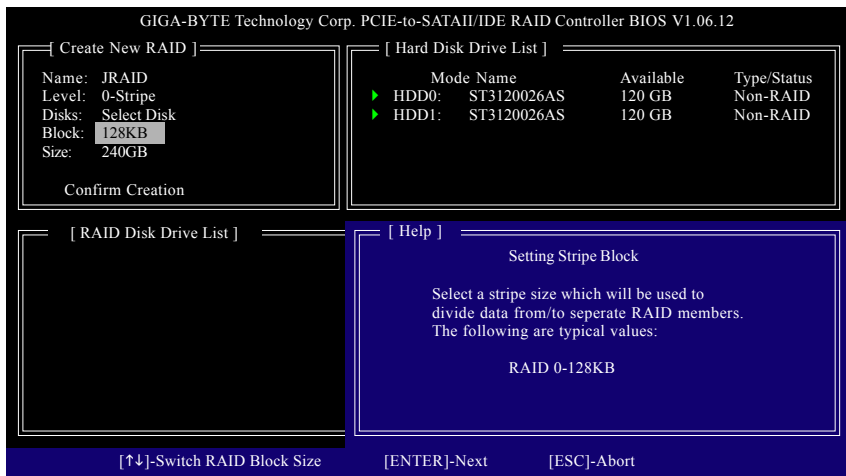 GIGA-BYTE Technology Corp. PCIE-to-SATAII/IDE RAID Controller BIOS V1.06.12
[ Create New RAID ]
Name: JRAID
Level: 0-Stripe
Disks: Select Disk
Block: 128KB
Size: 240GB
Confirm Creation
[ Hard Disk Drive List ]
Mode Name Available Type/Status
HDD0: ST3120026AS 120 GB Non-RAID
HDD1: ST3120026AS 120 GB Non-RAID
[ RAID Disk Drive List ]
[ Help ]
Setting Stripe Block
Select a stripe size which will be used to
divide data from/to seperate RAID members.
The following are typical values:
RAID 0-128KB
[↑↓]-Switch RAID Block Size [ENTER]-Next [ESC]-Abort